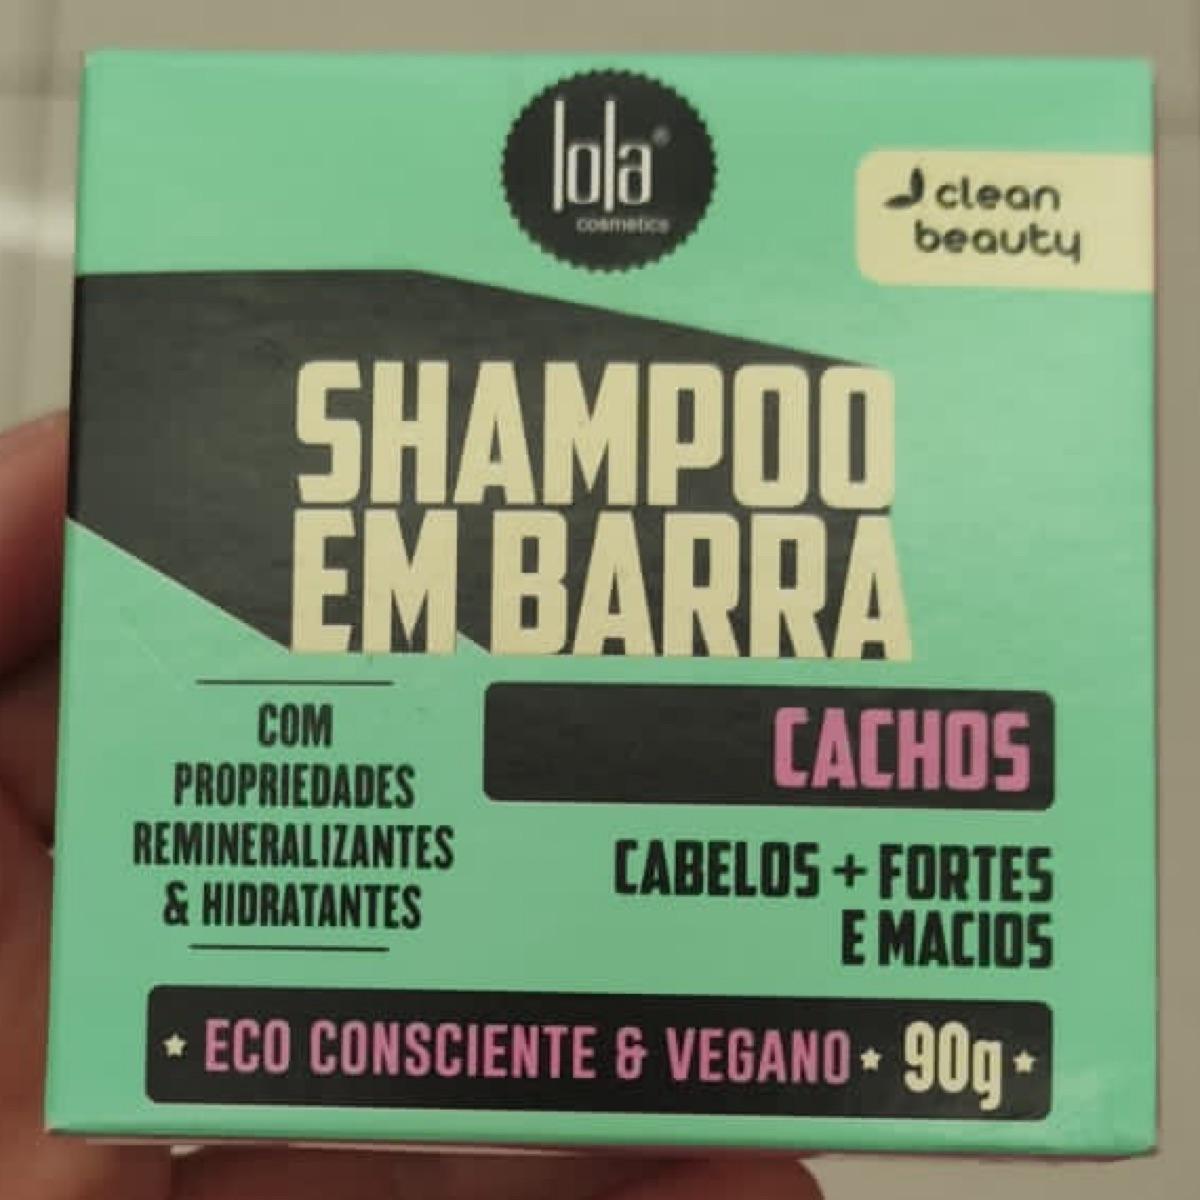 lola®
cosmetics
clean
beauty
SHAMPOO
EM BARRA
COM
PROPRIEDADES
REMINERALIZANTES
& HIDRATANTES
CACHOS
CABELOS + FORTES
E MACIOS
ECO CONSCIENTE & VEGANO 90g